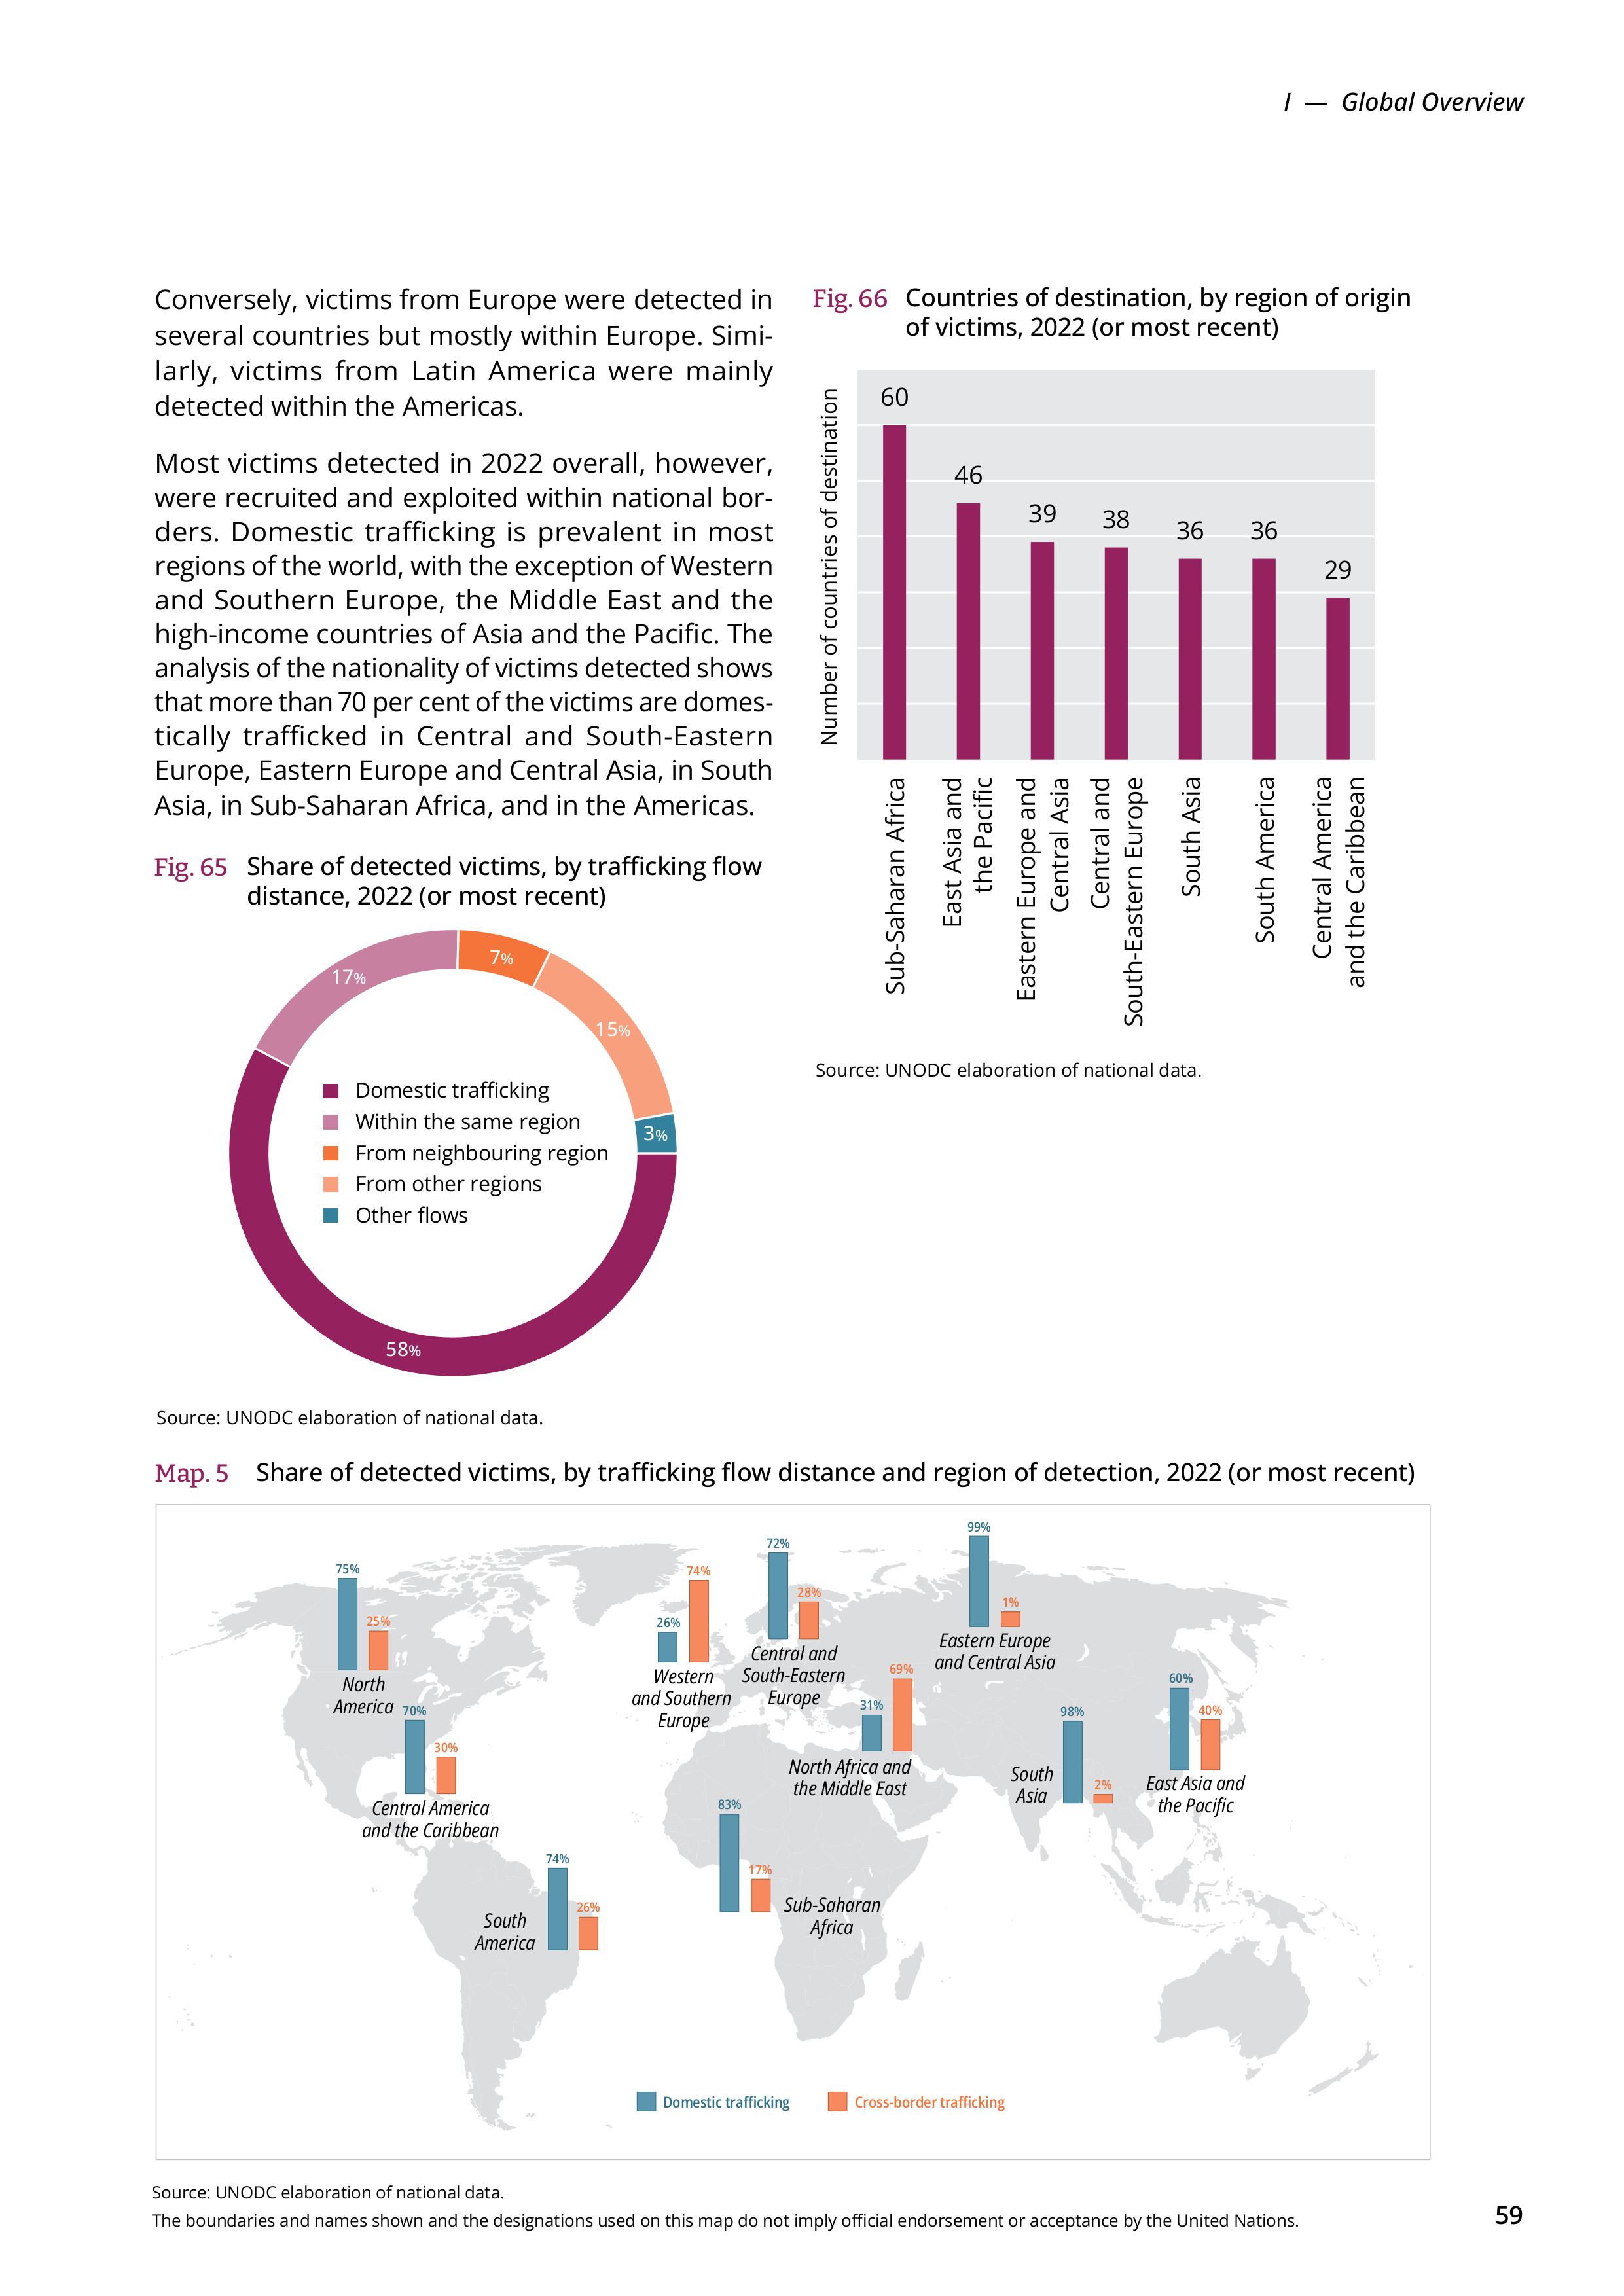 I — Global Overview
Conversely, victims from Europe were detected in
several countries but mostly within Europe. Simi-
larly, victims from Latin America were mainly
detected within the Americas.
Most victims detected in 2022 overall, however,
were recruited and exploited within national bor-
ders. Domestic trafficking is prevalent in most
regions of the world, with the exception of Western
and Southern Europe, the Middle East and the
high-income countries of Asia and the Pacific. The
analysis of the nationality of victims detected shows
that more than 70 per cent of the victims are domes-
tically trafficked in Central and South-Eastern
Europe, Eastern Europe and Central Asia, in South
Asia, in Sub-Saharan Africa, and in the Americas.
Fig. 65 Share of detected victims, by trafficking flow
distance, 2022 (or most recent)
17%
7%
15%
3%
58%
Domestic trafficking
Within the same region
From neighbouring region
From other regions
Other flows
Source: UNODC elaboration of national data.
Fig. 66 Countries of destination, by region of origin
of victims, 2022 (or most recent)
Number of countries of destination
60
46
39
38
36
36
29
Sub-Saharan Africa
East Asia and
the Pacific
Eastern Europe and
Central Asia
Central and
South-Eastern Europe
South Asia
South America
Central America
and the Caribbean
Source: UNODC elaboration of national data.
Map. 5 Share of detected victims, by trafficking flow distance and region of detection, 2022 (or most recent)
75%
25%
North
America
70%
30%
Central America
and the Caribbean
74%
26%
South
America
26%
74%
Western
and Southern
Europe
72%
28%
Central and
South-Eastern
Europe
99%
1%
Eastern Europe
and Central Asia
31%
69%
North Africa and
the Middle East
83%
17%
Sub-Saharan
Africa
98%
2%
South
Asia
60%
40%
East Asia and
the Pacific
Domestic trafficking
Cross-border trafficking
Source: UNODC elaboration of national data.
The boundaries and names shown and the designations used on this map do not imply official endorsement or acceptance by the United Nations.
59